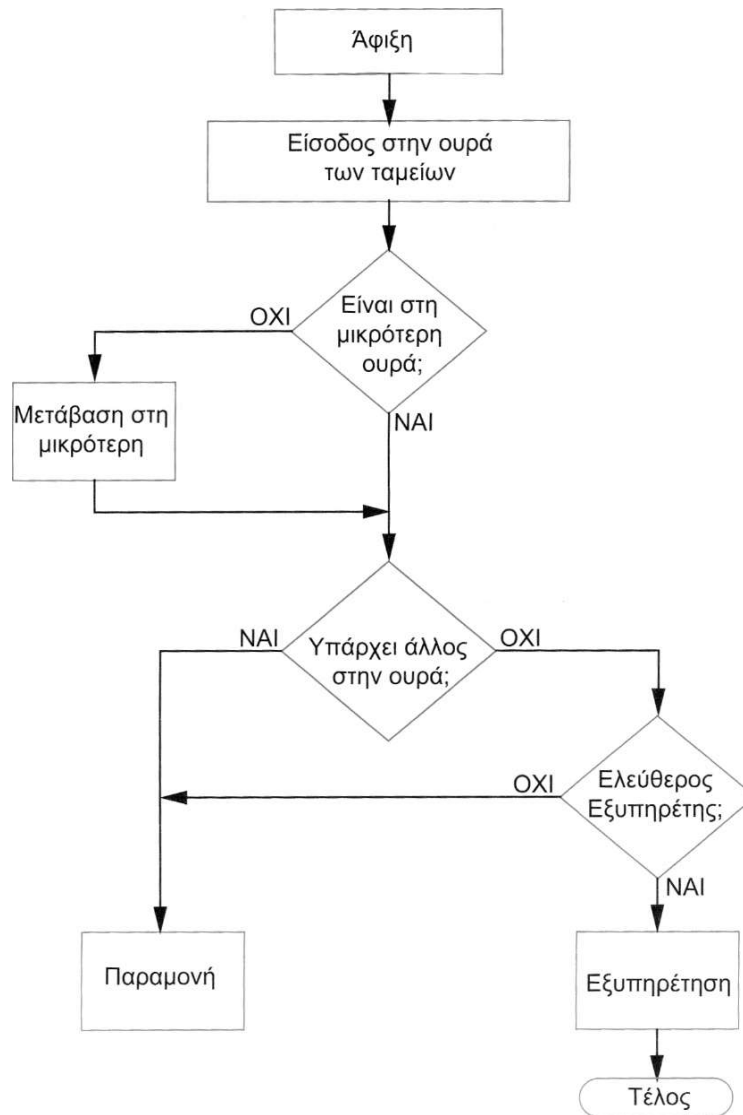 Άφιξη
Είσοδος στην ουρά
των ταμείων
Είναι στη
μικρότερη
ουρά;
ΟΧΙ
Μετάβαση στη
μικρότερη
ΝΑΙ
ΝΑΙ
Υπάρχει άλλος
στην ουρά;
ΟΧΙ
ΟΧΙ
Ελεύθερος
Εξυπηρέτης;
ΝΑΙ
Παραμονή
Εξυπηρέτηση
Τέλος